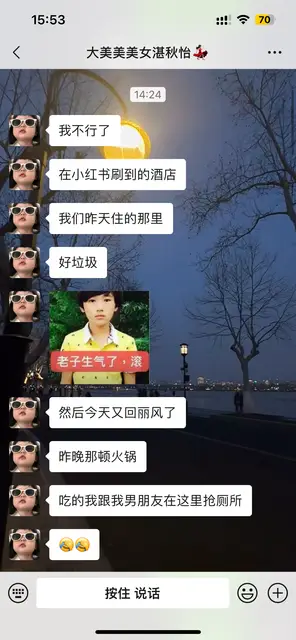 15:53
70
大美美美女湛秋怡
14:24
我不行了
在小红书刷到的酒店
我们昨天住的那里
好垃圾
老子生气了，滚
然后今天又回丽风了
昨晚那顿火锅
吃的我跟我男朋友在这里抢厕所
按住 说话